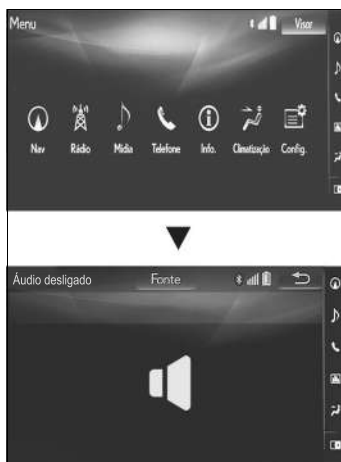 Menu Visor
Nav Rádio Mídia Telefone Info. Climatização Config.
Áudio desligado Fonte